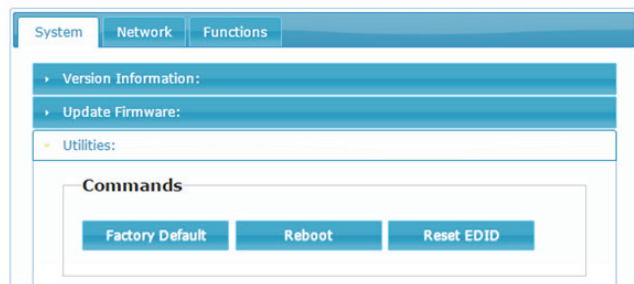 System Network Functions
Version Information:
Update Firmware:
Utilities:
Commands
Factory Default Reboot Reset EDID